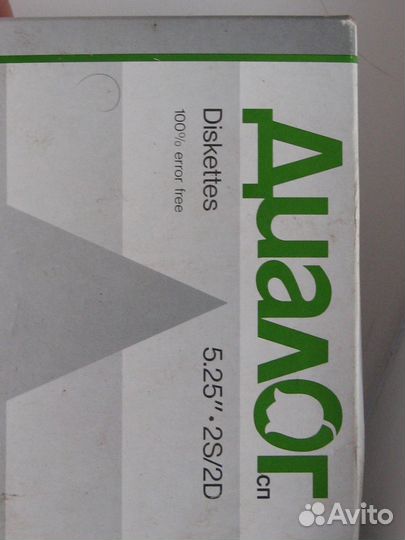 Диалог СП
Diskettes 5.25"·2S/2D
100% error free
Avito